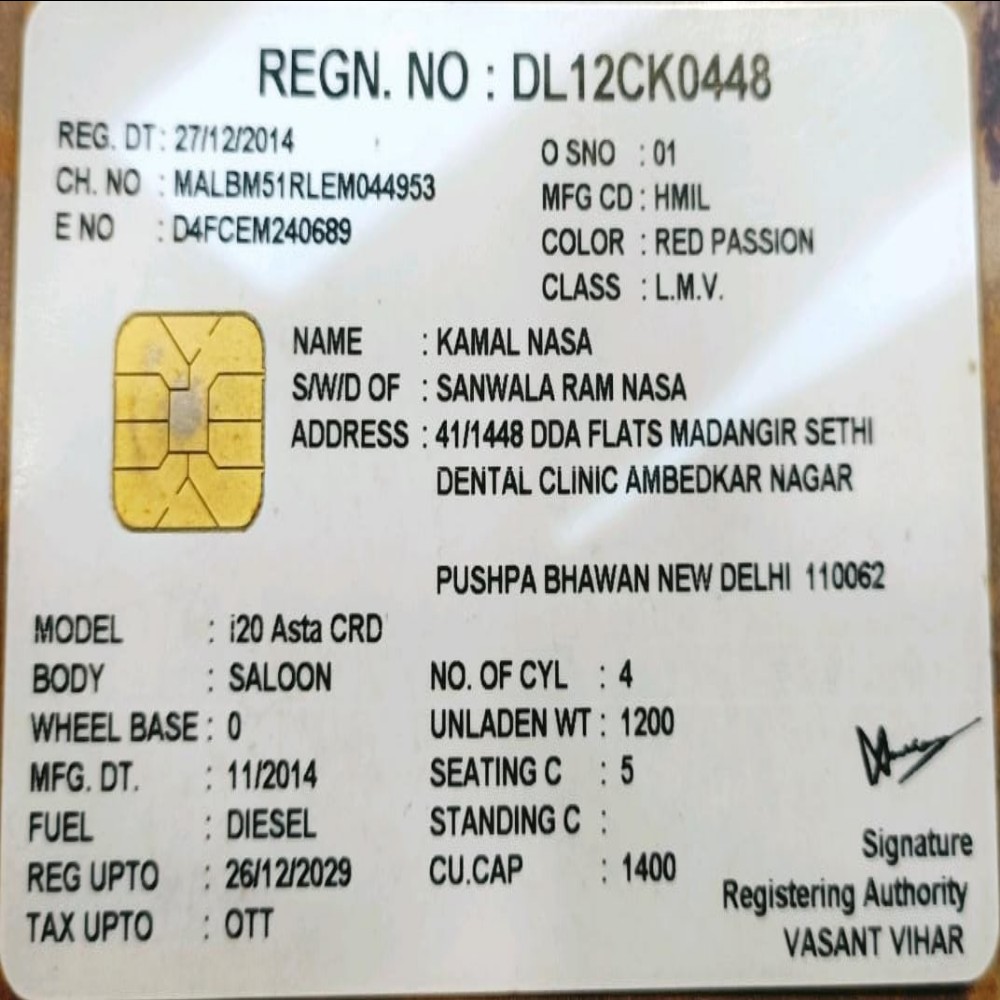 REGN. NO : DL12CK0448
REG. DT : 27/12/2014
CH. NO : MALBM51RLEM044953
E NO : D4FCEM240689
O SNO : 01
MFG CD : HMIL
COLOR : RED PASSION
CLASS : L.M.V.
NAME : KAMAL NASA
S/W/D OF : SANWALA RAM NASA
ADDRESS : 41/1448 DDA FLATS MADANGIR SETHI
DENTAL CLINIC AMBEDKAR NAGAR
PUSHPA BHAWAN NEW DELHI 110062
MODEL : i20 Asta CRD
BODY : SALOON
WHEEL BASE : 0
MFG. DT. : 11/2014
FUEL : DIESEL
REG UPTO : 26/12/2029
TAX UPTO : OTT
NO. OF CYL : 4
UNLADEN WT : 1200
SEATING C : 5
STANDING C :
CU.CAP : 1400
Signature
Registering Authority
VASANT VIHAR